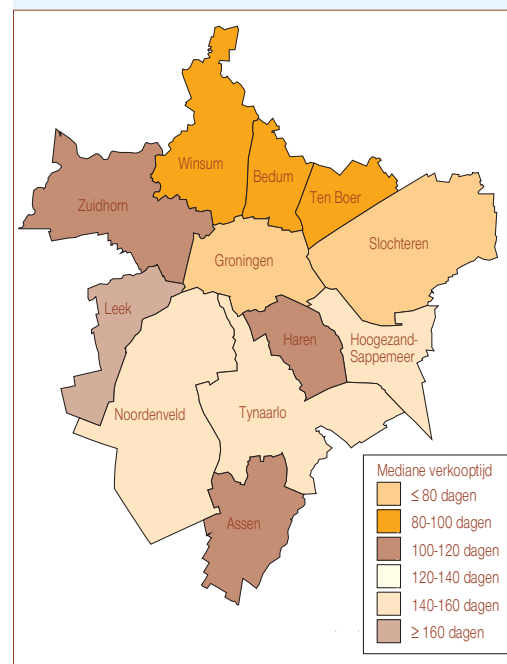 Winsum
Bedum
Ten Boer
Zuidhorn
Slochteren
Groningen
Leek
Haren
Hoogezand-
Sappemeer
Noordenveld
Tynaarlo
Assen
Mediane verkooptijd
≤ 80 dagen
80-100 dagen
100-120 dagen
120-140 dagen
140-160 dagen
≥ 160 dagen